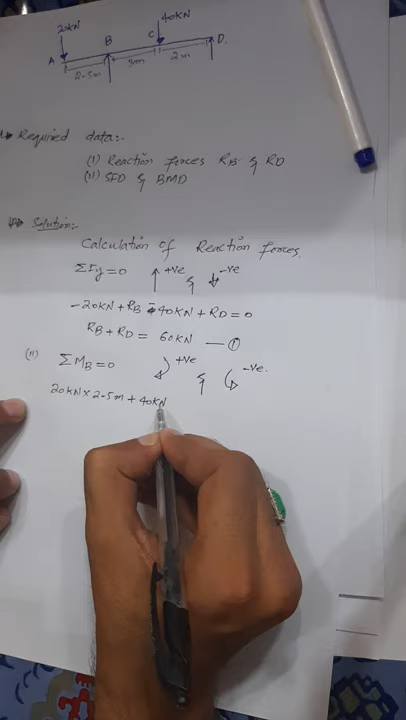 20kN 40kN
A B C D.
2.5m 3m 2m
Required data:-
(I) Reaction forces RB & RD
(II) SFD & BMD
Solution:-
Calculation of Reaction forces.
ΣFy=0 ↑+ve & ↓-ve
-20KN+RB-40KN+RD=0
RB+RD= 60KN —①
(II) ΣMB=0 +ve & -ve.
20KN×2.5m+40KN